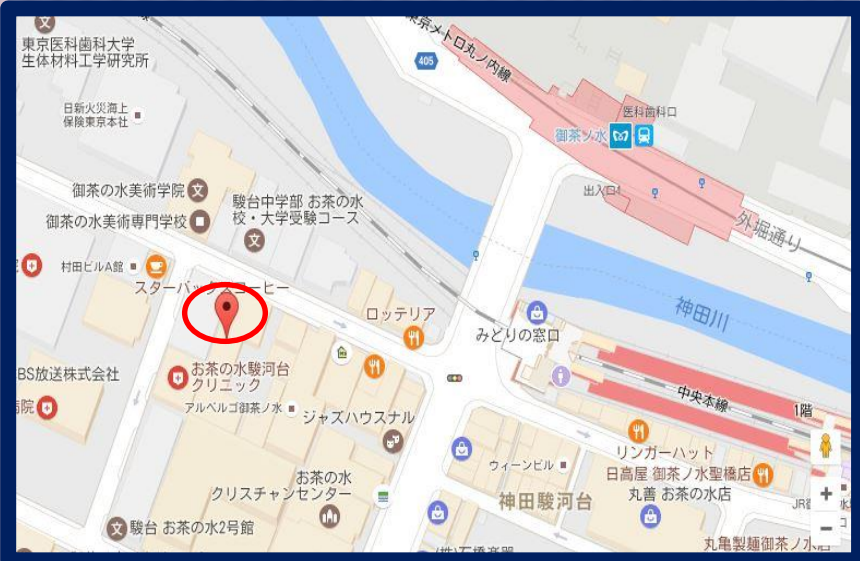 東京メトロ丸ノ内線
東京医科歯科大学
生体材料工学研究所
405
日新火災海上
保険東京本社
医科歯科口
御茶ノ水
御茶の水美術学院
出入口1
駿台中学部 お茶の水
校・大学受験コース
御茶の水美術専門学校
外堀通り
村田ビルA館
スターバックスコーヒー
ロッテリア
神田川
みどりの窓口
お茶の水駿河台
クリニック
BS放送株式会社
中央本線
1階
アルベルゴ御茶ノ水
ジャズハウスナル
病院
リンガーハット
ウィーンビル
日高屋 御茶ノ水聖橋店
お茶の水
クリスチャンセンター
神田駿河台
丸善 お茶の水店
JR
駿台 お茶の水2号館
丸亀製麺御茶ノ水店